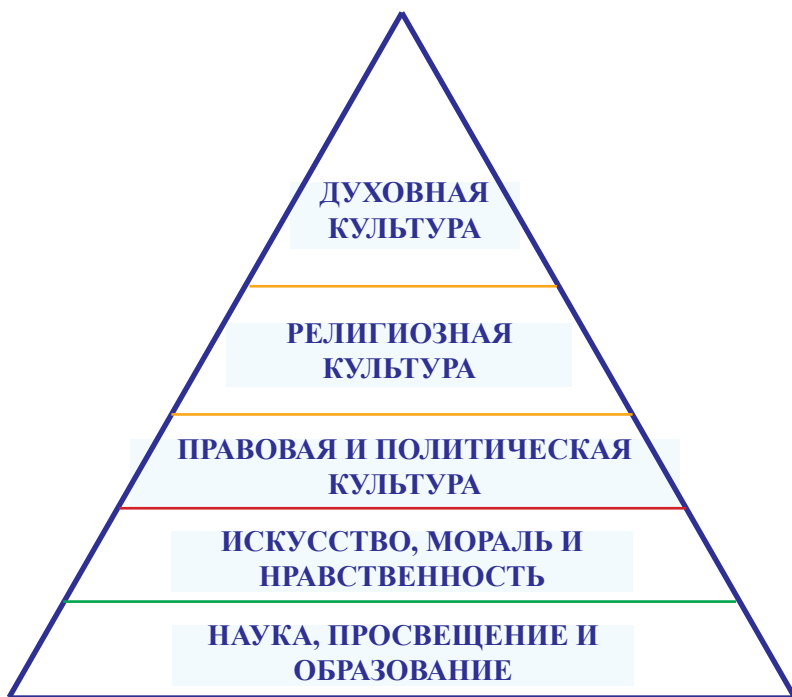 ДУХОВНАЯ
КУЛЬТУРА
РЕЛИГИОЗНАЯ
КУЛЬТУРА
ПРАВОВАЯ И ПОЛИТИЧЕСКАЯ
КУЛЬТУРА
ИСКУССТВО, МОРАЛЬ И
НРАВСТВЕННОСТЬ
НАУКА, ПРОСВЕЩЕНИЕ И
ОБРАЗОВАНИЕ